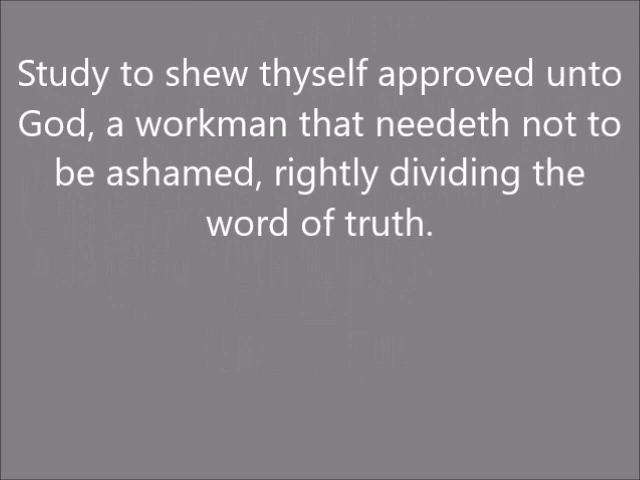 Study to shew thyself approved unto
God, a workman that needeth not to
be ashamed, rightly dividing the
word of truth.